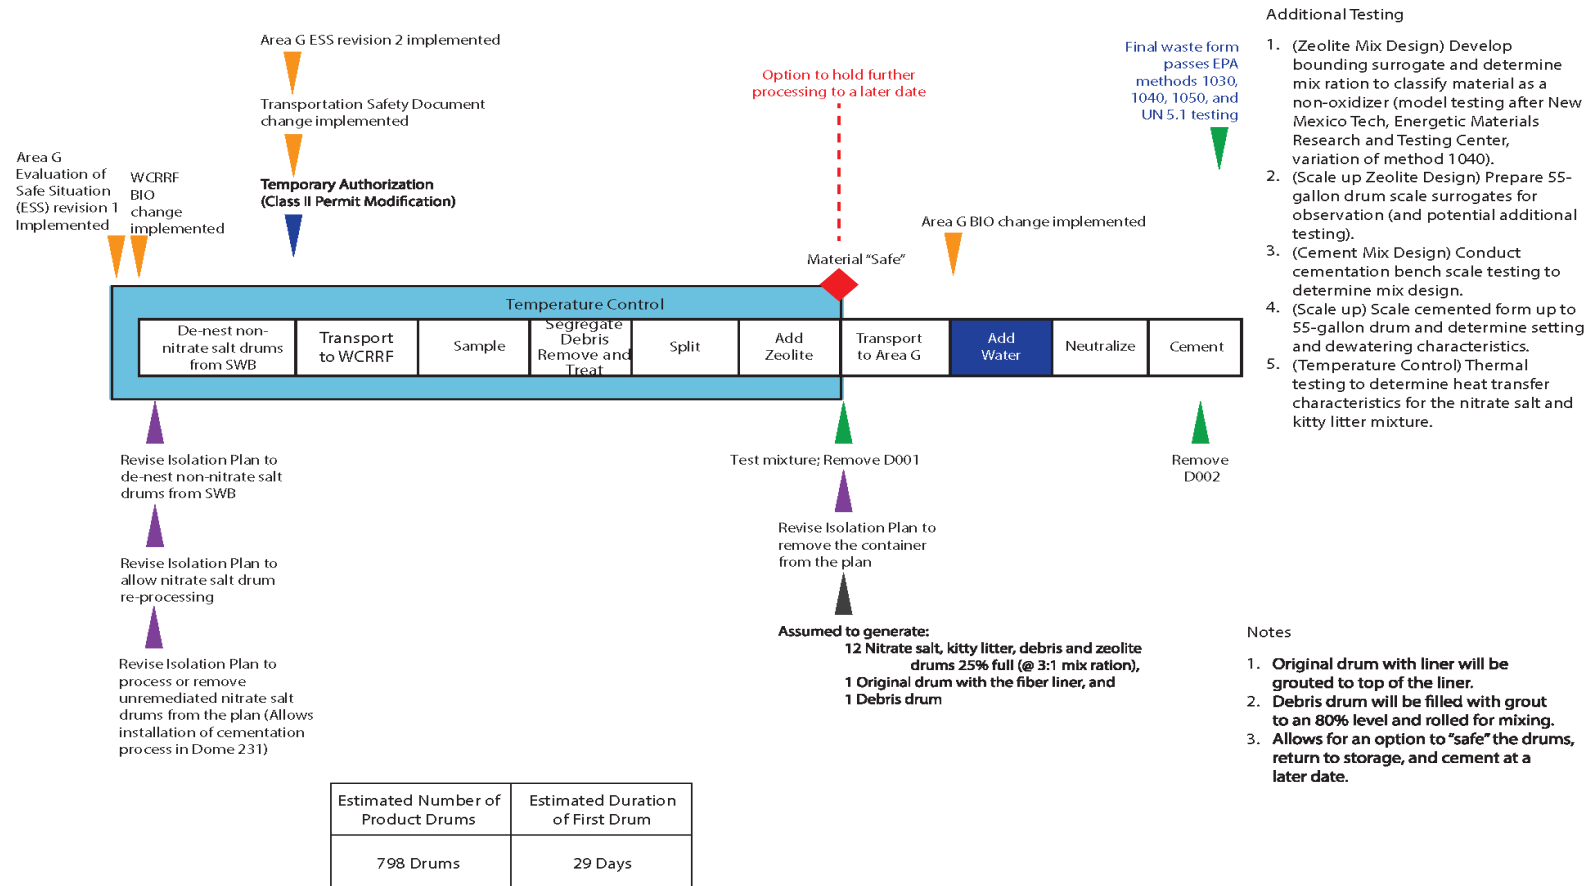 Area G ESS revision 2 implemented
Transportation Safety Document
change implemented
Temporary Authorization
(Class II Permit Modification)
Area G
Evaluation of
Safe Situation
(ESS) revision 1
Implemented
WCRRF
BIO
change
implemented
Option to hold further
processing to a later date
Material "Safe"
Final waste form
passes EPA
methods 1030,
1040, 1050, and
UN 5.1 testing
Area G BIO change implemented
Temperature Control
De-nest non-
nitrate salt drums
from SWB
Transport
to WCRRF
Sample
Segregate
Debris
Remove and
Treat
Split
Add
Zeolite
Transport
to Area G
Add
Water
Neutralize
Cement
Revise Isolation Plan to
de-nest non-nitrate salt
drums from SWB
Revise Isolation Plan to
allow nitrate salt drum
re-processing
Revise Isolation Plan to
process or remove
unremediated nitrate salt
drums from the plan (Allows
installation of cementation
process in Dome 231)
Test mixture; Remove D001
Revise Isolation Plan to
remove the container
from the plan
Assumed to generate:
12 Nitrate salt, kitty litter, debris and zeolite
drums 25% full (@ 3:1 mix ration),
1 Original drum with the fiber liner, and
1 Debris drum
Remove
D002
Estimated Number of
Product Drums
Estimated Duration
of First Drum
798 Drums
29 Days
Additional Testing
1. (Zeolite Mix Design) Develop
bounding surrogate and determine
mix ration to classify material as a
non-oxidizer (model testing after New
Mexico Tech, Energetic Materials
Research and Testing Center,
variation of method 1040).
2. (Scale up Zeolite Design) Prepare 55-
gallon drum scale surrogates for
observation (and potential additional
testing).
3. (Cement Mix Design) Conduct
cementation bench scale testing to
determine mix design.
4. (Scale up) Scale cemented form up to
55-gallon drum and determine setting
and dewatering characteristics.
5. (Temperature Control) Thermal
testing to determine heat transfer
characteristics for the nitrate salt and
kitty litter mixture.
Notes
1. Original drum with liner will be
grouted to top of the liner.
2. Debris drum will be filled with grout
to an 80% level and rolled for mixing.
3. Allows for an option to "safe" the drums,
return to storage, and cement at a
later date.